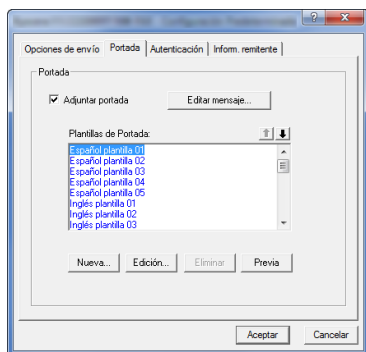 Opciones de envío Portada Autenticación Inform. remitente
Portada
Adjuntar portada Editar mensaje...
Plantillas de Portada:
Español plantilla 01
Español plantilla 02
Español plantilla 03
Español plantilla 04
Español plantilla 05
Inglés plantilla 01
Inglés plantilla 02
Inglés plantilla 03
Nueva... Edición... Eliminar Previa
Aceptar Cancelar